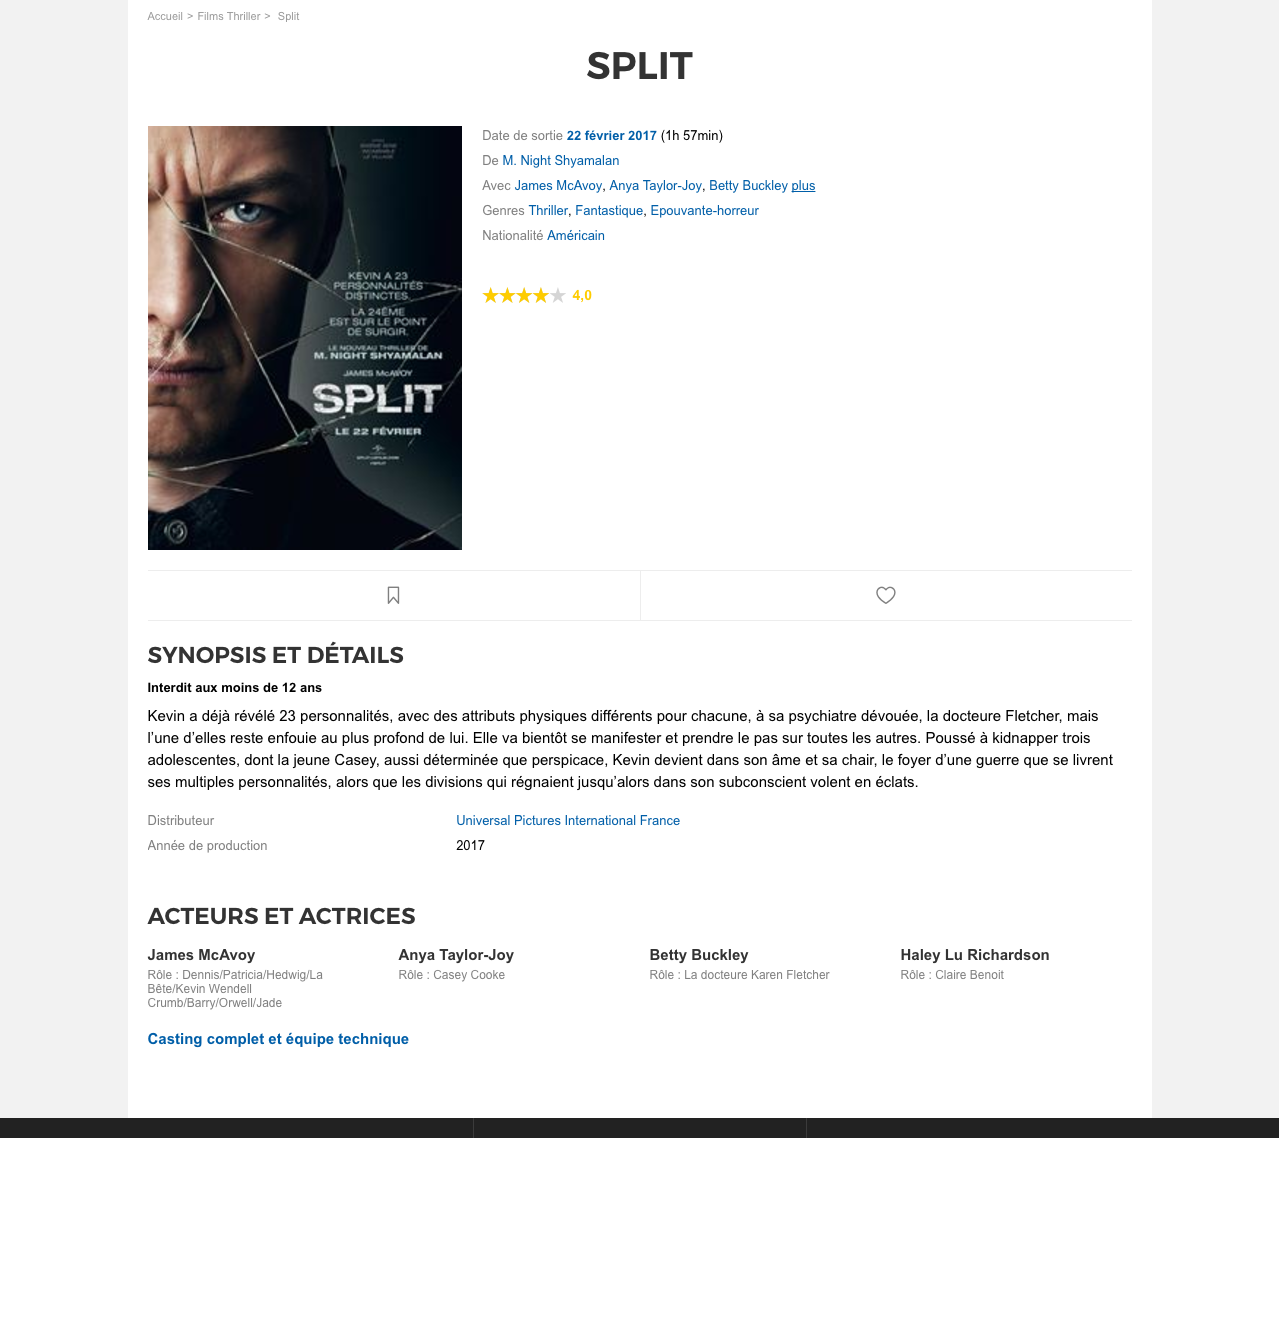 Accueil > Films Thriller > Split
SPLIT
KEVIN A 23
PERSONNALITÉS
DISTINCTES.
LA 24ÈME
EST SUR LE POINT
DE SURGIR.
LE NOUVEAU THRILLER DE
M. NIGHT SHYAMALAN
JAMES McAVOY
SPLIT
LE 22 FÉVRIER
Date de sortie 22 février 2017 (1h 57min)
De M. Night Shyamalan
Avec James McAvoy, Anya Taylor-Joy, Betty Buckley plus
Genres Thriller, Fantastique, Epouvante-horreur
Nationalité Américain
4,0
SYNOPSIS ET DÉTAILS
Interdit aux moins de 12 ans
Kevin a déjà révélé 23 personnalités, avec des attributs physiques différents pour chacune, à sa psychiatre dévouée, la docteure Fletcher, mais
l’une d’elles reste enfouie au plus profond de lui. Elle va bientôt se manifester et prendre le pas sur toutes les autres. Poussé à kidnapper trois
adolescentes, dont la jeune Casey, aussi déterminée que perspicace, Kevin devient dans son âme et sa chair, le foyer d’une guerre que se livrent
ses multiples personnalités, alors que les divisions qui régnaient jusqu’alors dans son subconscient volent en éclats.
Distributeur Universal Pictures International France
Année de production 2017
ACTEURS ET ACTRICES
James McAvoy
Rôle : Dennis/Patricia/Hedwig/La
Bête/Kevin Wendell
Crumb/Barry/Orwell/Jade
Anya Taylor-Joy
Rôle : Casey Cooke
Betty Buckley
Rôle : La docteure Karen Fletcher
Haley Lu Richardson
Rôle : Claire Benoit
Casting complet et équipe technique